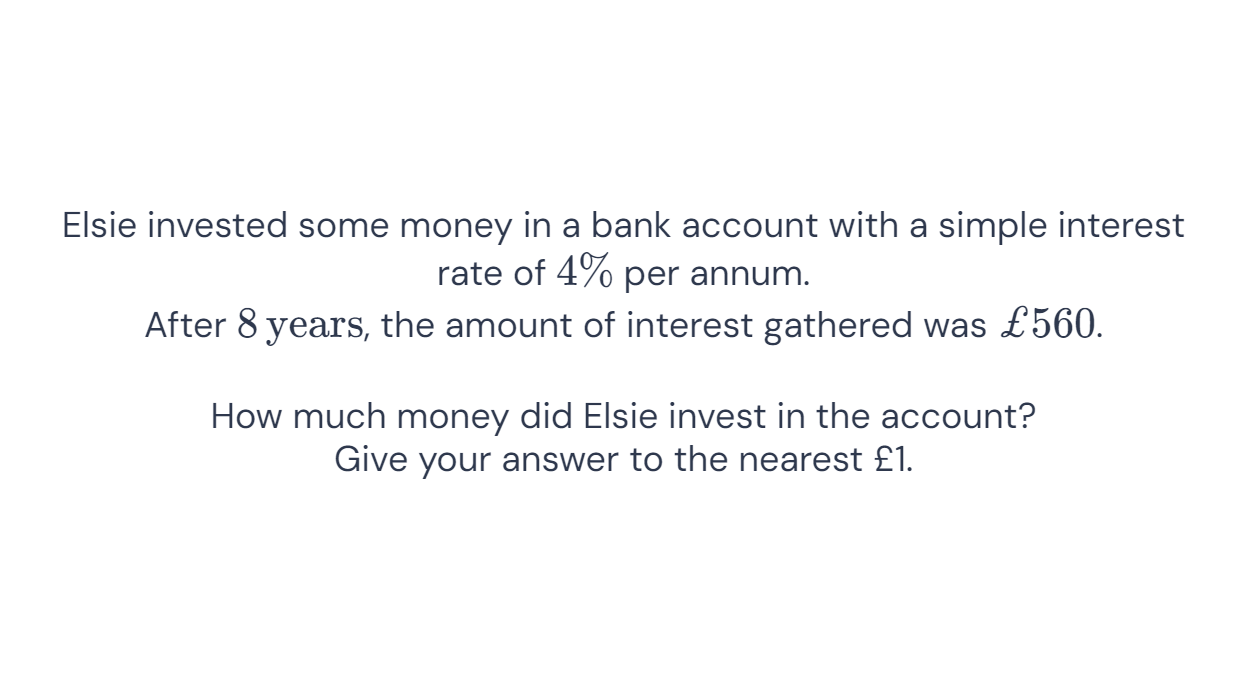 Elsie invested some money in a bank account with a simple interest
rate of 4% per annum.
After 8 years, the amount of interest gathered was £560.
How much money did Elsie invest in the account?
Give your answer to the nearest £1.